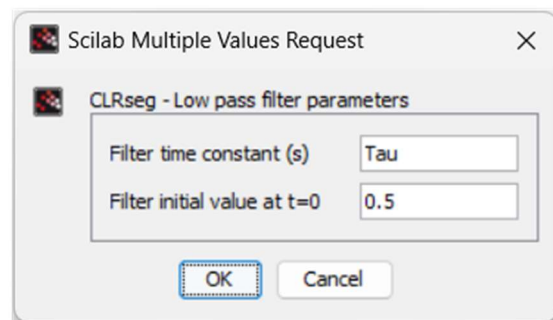 Scilab Multiple Values Request
CLRseg - Low pass filter parameters
Filter time constant (s) Tau
Filter initial value at t=0 0.5
OK Cancel